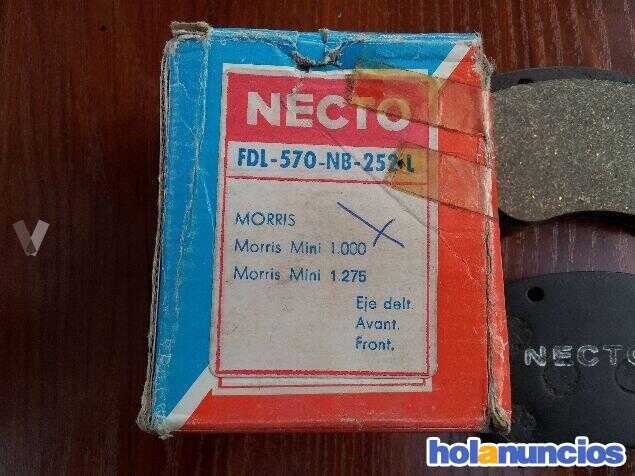 NECTO
FDL-570-NB-252-L
MORRIS
Morris Mini 1.000
Morris Mini 1.275
Eje delt.
Avant.
Front.
NECTO
V
holanuncios